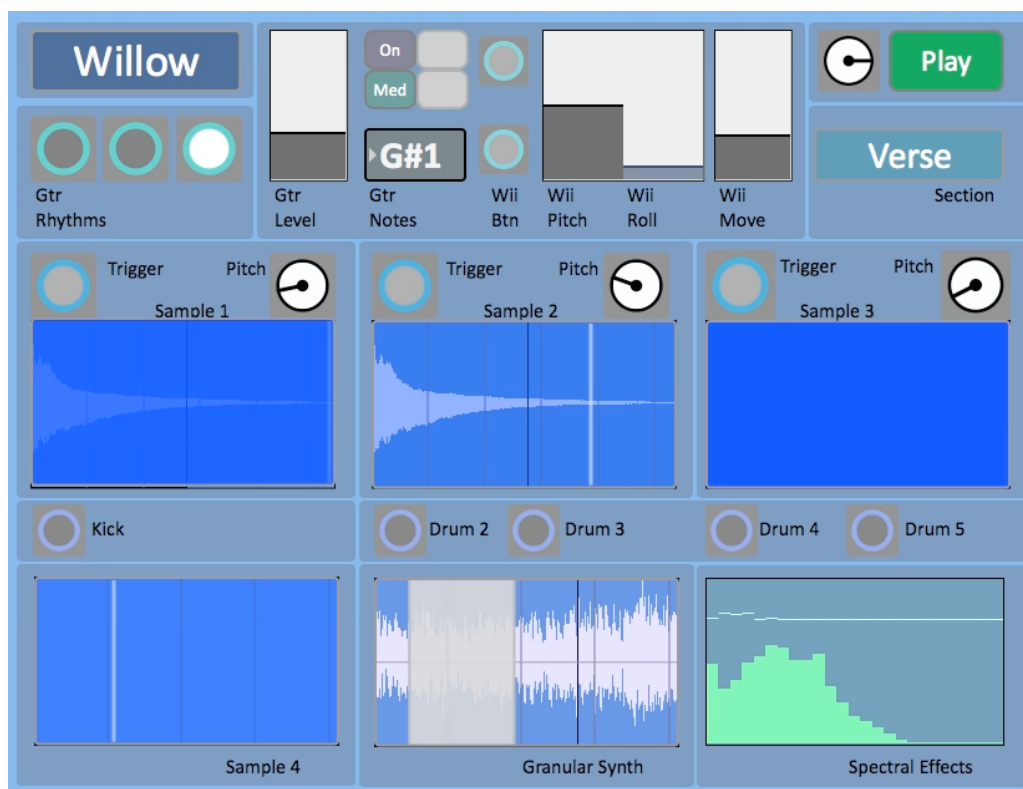 Willow
On
Med
Play
G#1
Verse
Gtr
Rhythms
Gtr
Level
Gtr
Notes
Wii
Btn
Wii
Pitch
Wii
Roll
Wii
Move
Section
Trigger
Pitch
Sample 1
Trigger
Pitch
Sample 2
Trigger
Pitch
Sample 3
Kick
Drum 2
Drum 3
Drum 4
Drum 5
Sample 4
Granular Synth
Spectral Effects